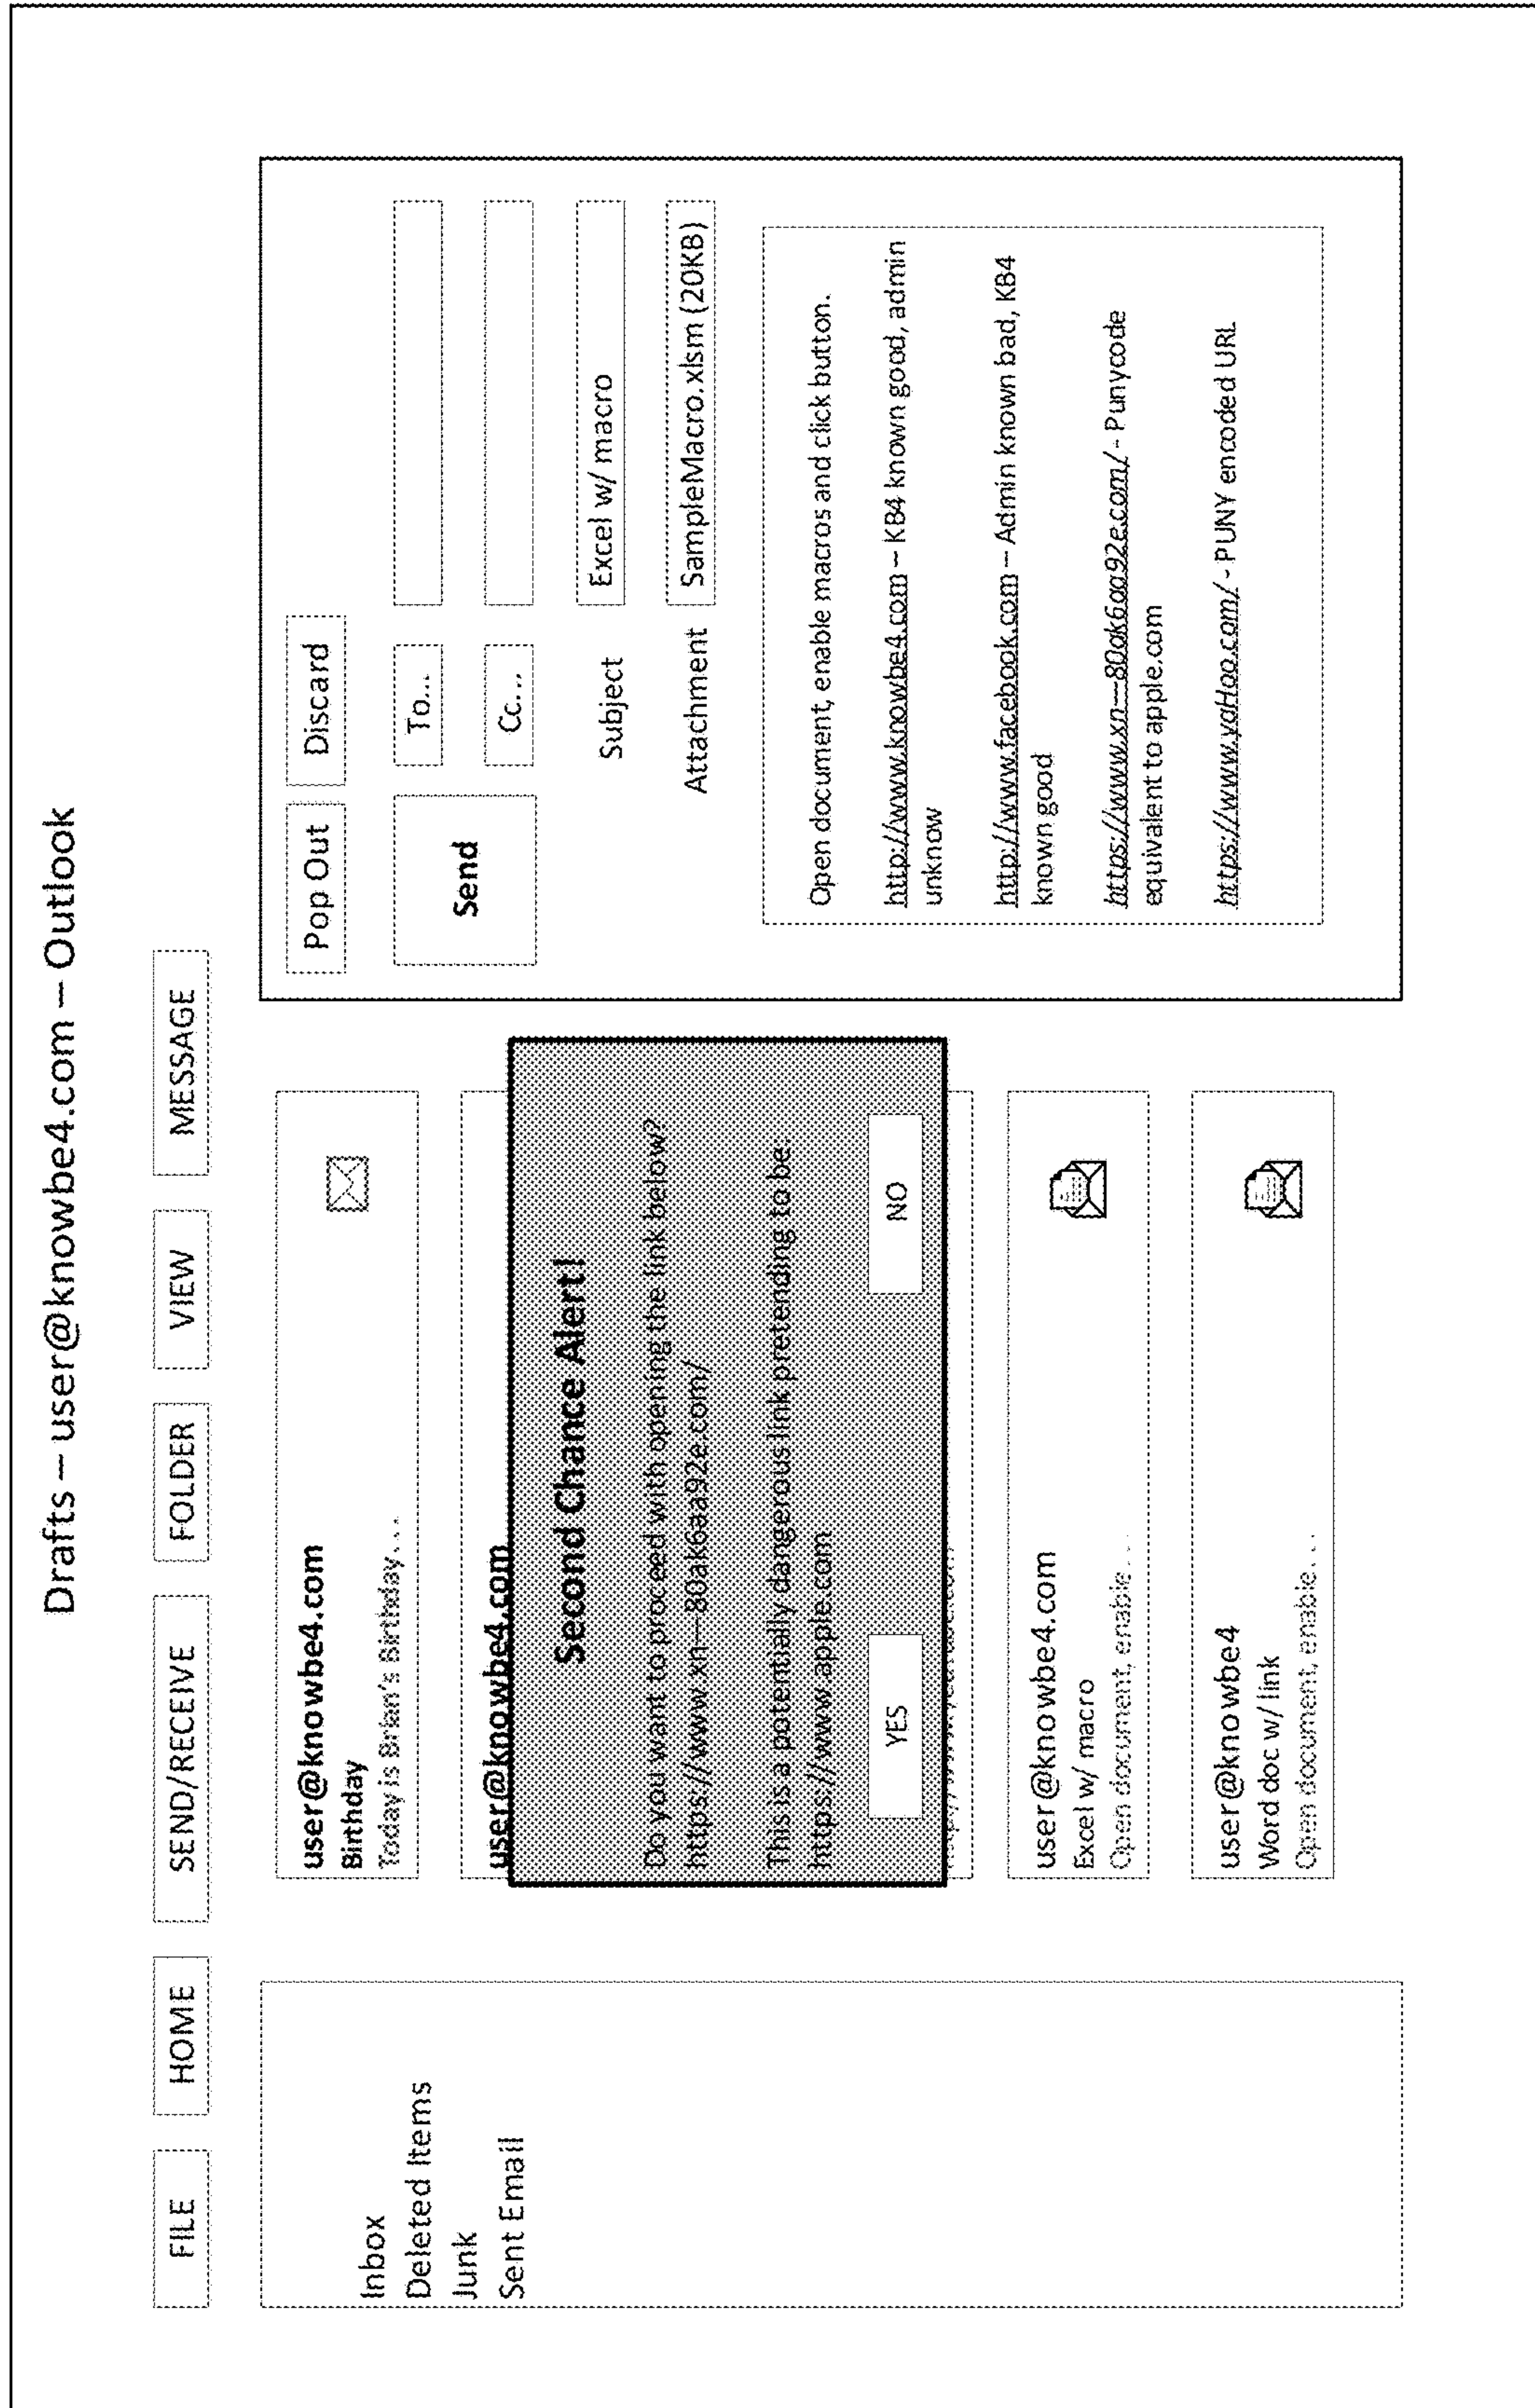 Drafts – user@knowbe4.com – Outlook
FILE
HOME
SEND/RECEIVE
FOLDER
VIEW
MESSAGE
Inbox
Deleted Items
Junk
Sent Email
user@knowbe4.com
Birthday
Today is Brian's Birthday...
user@knowbe4.com
Second Chance Alert!
Do you want to proceed with opening the link below?
https://www.xn—80ak6aa92e.com/
This is a potentially dangerous link pretending to be:
https://www.apple.com
YES
NO
user@knowbe4.com
Excel w/ macro
Open document, enable...
user@knowbe4
Word doc w/ link
Open document, enable...
Pop Out
Discard
Send
To...
Cc...
Subject
Excel w/ macro
Attachment
SampleMacro.xlsm (20KB)
Open document, enable macros and click button.
http://www.knowbe4.com – KB4 known good, admin
unknow
http://www.facebook.com – Admin known bad, KB4
known good
https://www.xn—80ak6aa92e.com/ - Punycode
equivalent to apple.com
https://www.yaHoo.com/ - PUNY encoded URL